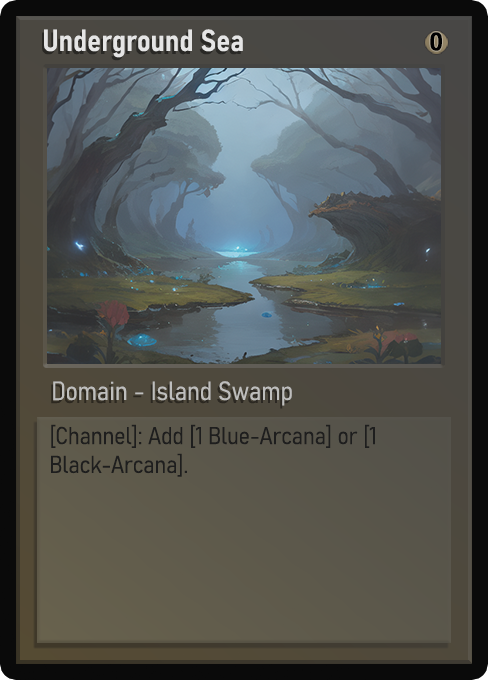 Underground Sea 0
Domain - Island Swamp
[Channel]: Add [1 Blue-Arcana] or [1
Black-Arcana].